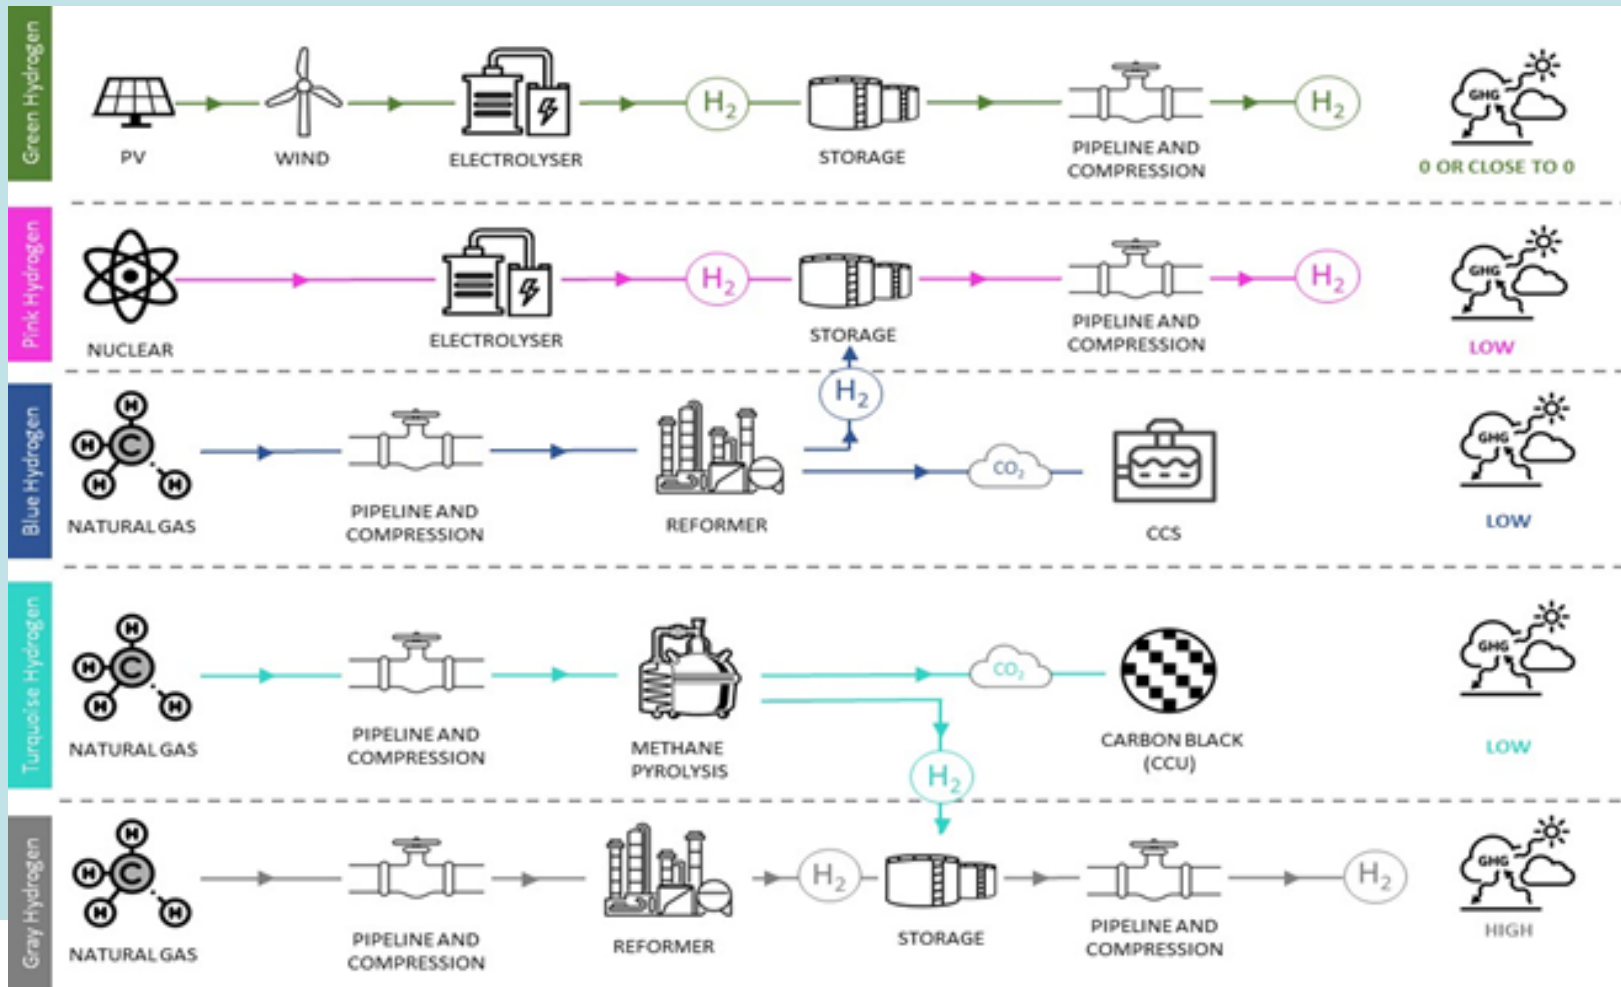 Green Hydrogen
PV
WIND
ELECTROLYSER
H2
STORAGE
PIPELINE AND
COMPRESSION
H2
GHG
0 OR CLOSE TO 0
Pink Hydrogen
NUCLEAR
ELECTROLYSER
H2
STORAGE
PIPELINE AND
COMPRESSION
H2
GHG
LOW
Blue Hydrogen
H
H
C
H
H
NATURAL GAS
PIPELINE AND
COMPRESSION
REFORMER
H2
CO2
CCS
GHG
LOW
Turquoise Hydrogen
H
H
C
H
H
NATURAL GAS
PIPELINE AND
COMPRESSION
METHANE
PYROLYSIS
CO2
H2
CARBON BLACK
(CCU)
GHG
LOW
Gray Hydrogen
H
H
C
H
H
NATURAL GAS
PIPELINE AND
COMPRESSION
REFORMER
H2
STORAGE
PIPELINE AND
COMPRESSION
H2
GHG
HIGH